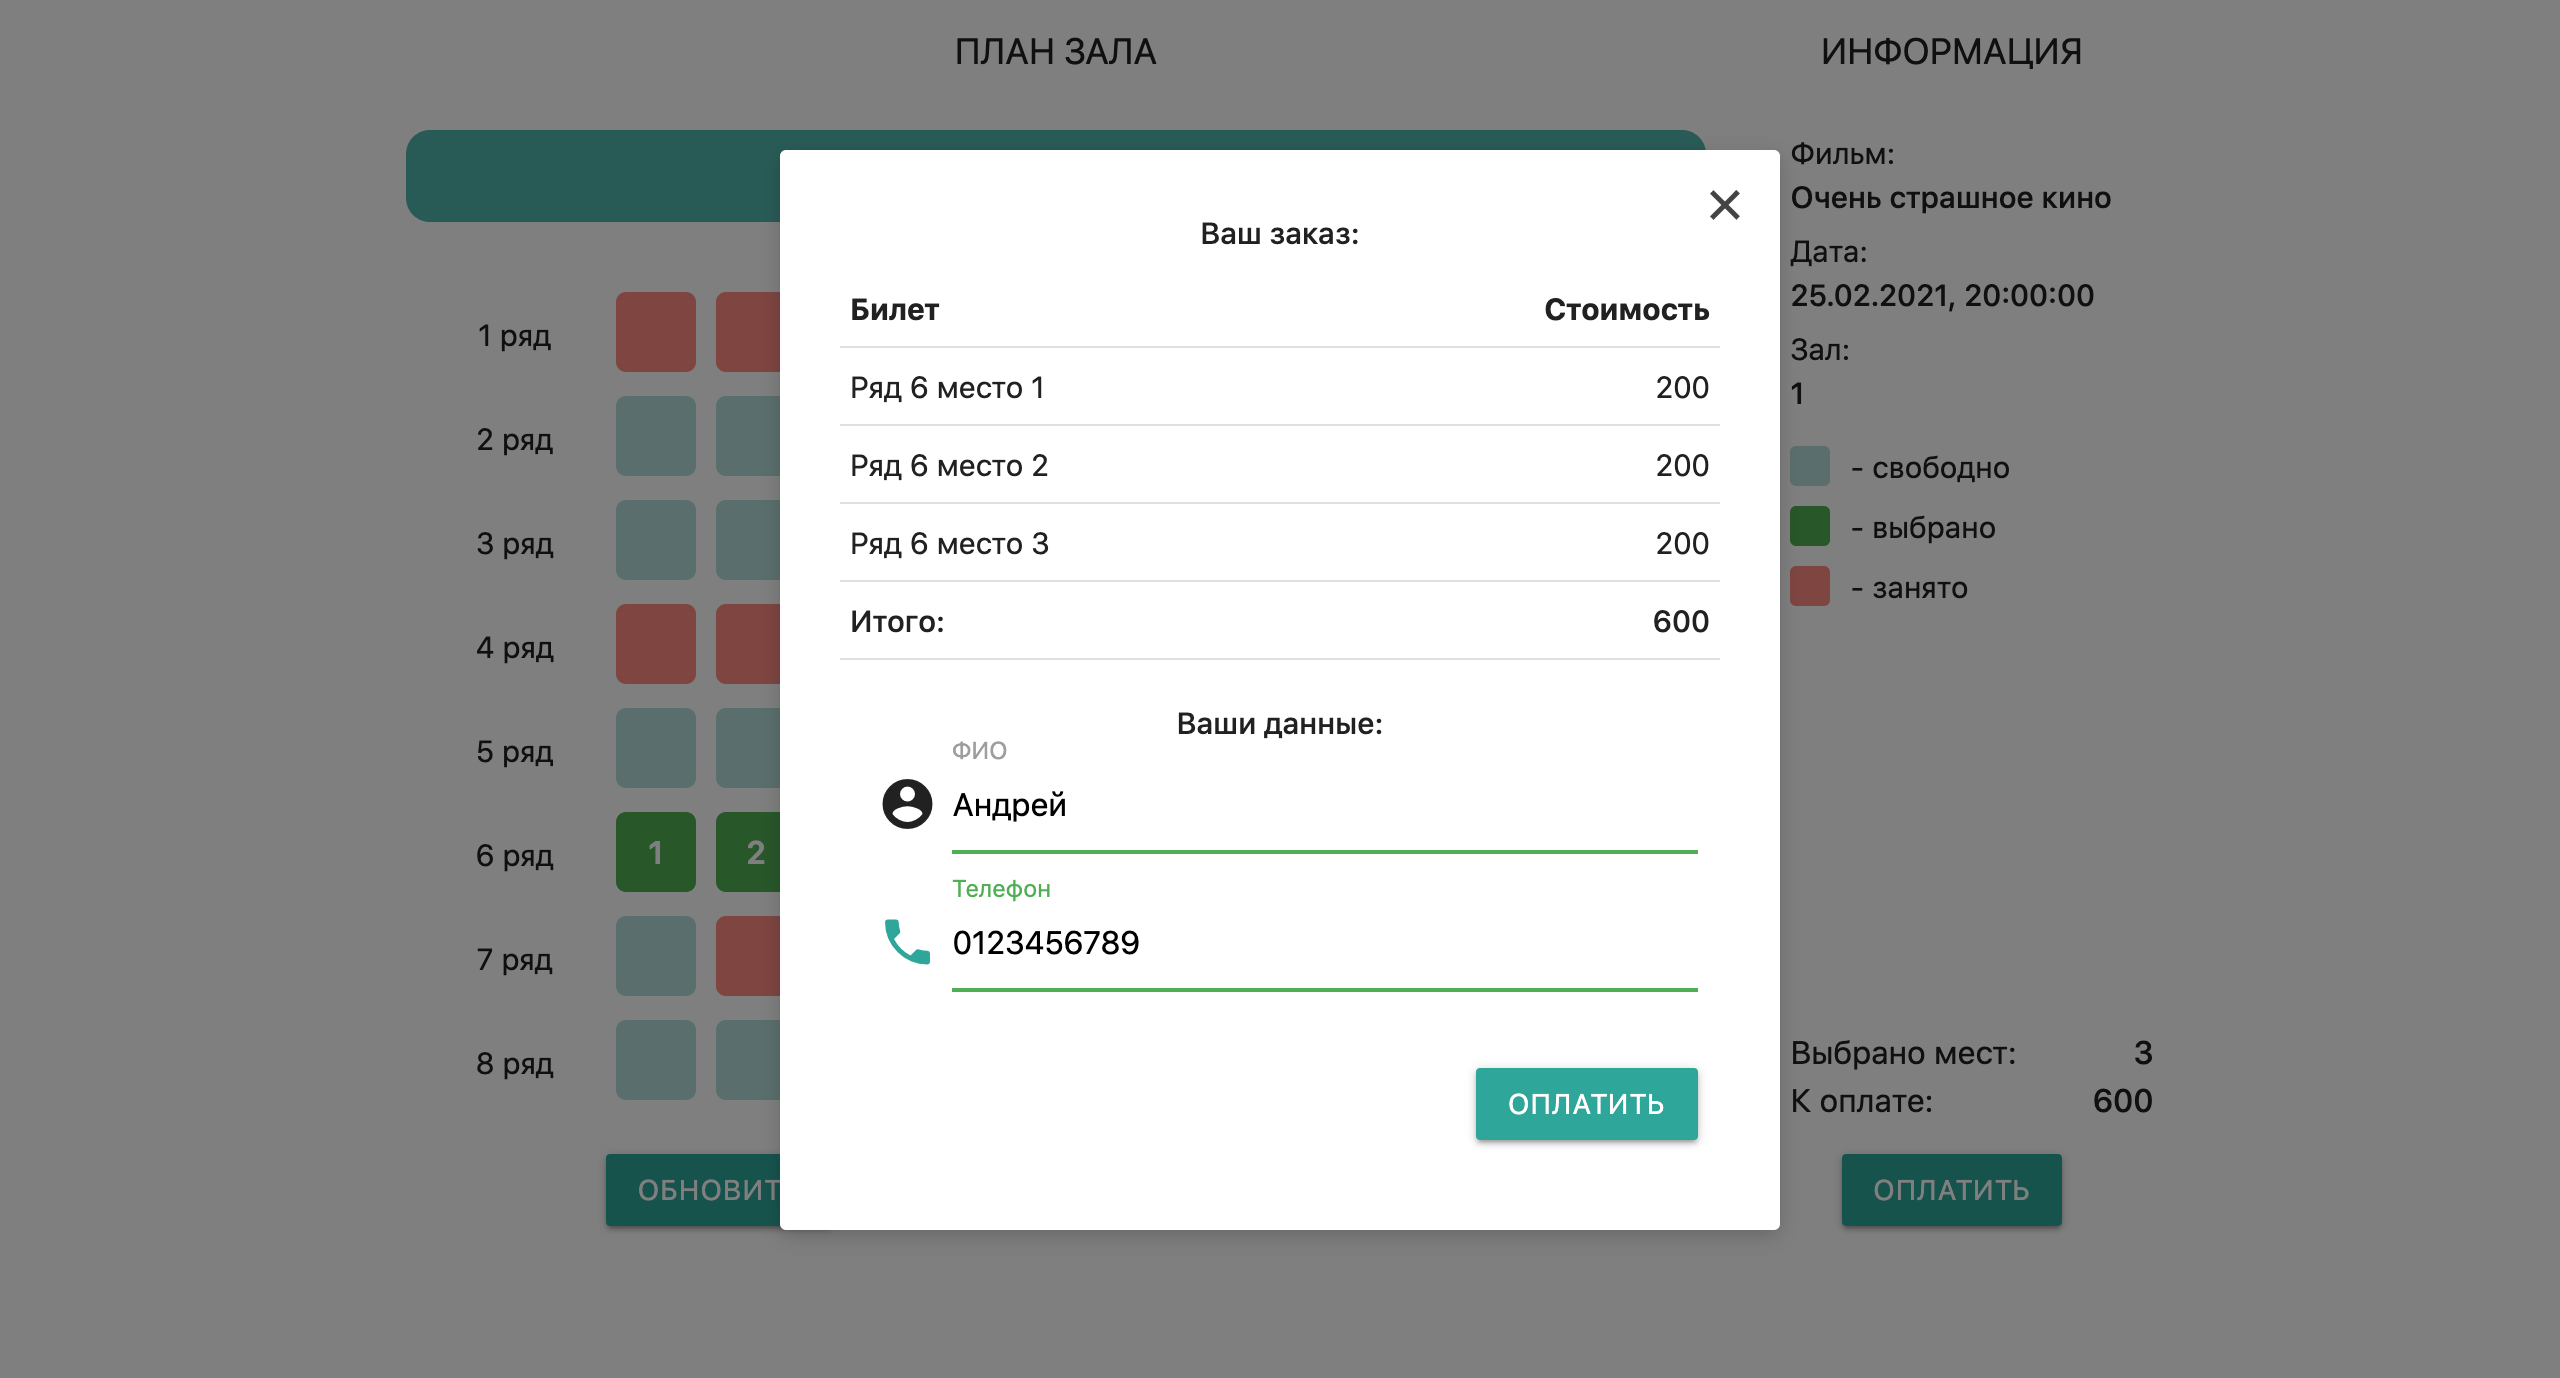 ПЛАН ЗАЛА
ИНФОРМАЦИЯ
Фильм:
Очень страшное кино
Дата:
25.02.2021, 20:00:00
Зал:
1
- свободно
- выбрано
- занято
1 ряд
2 ряд
3 ряд
4 ряд
5 ряд
6 ряд 1 2
7 ряд
8 ряд
Ваш заказ:
Билет Стоимость
Ряд 6 место 1 200
Ряд 6 место 2 200
Ряд 6 место 3 200
Итого: 600
Ваши данные:
ФИО
Андрей
Телефон
0123456789
ОПЛАТИТЬ
Выбрано мест: 3
К оплате: 600
ОБНОВИТ
ОПЛАТИТЬ